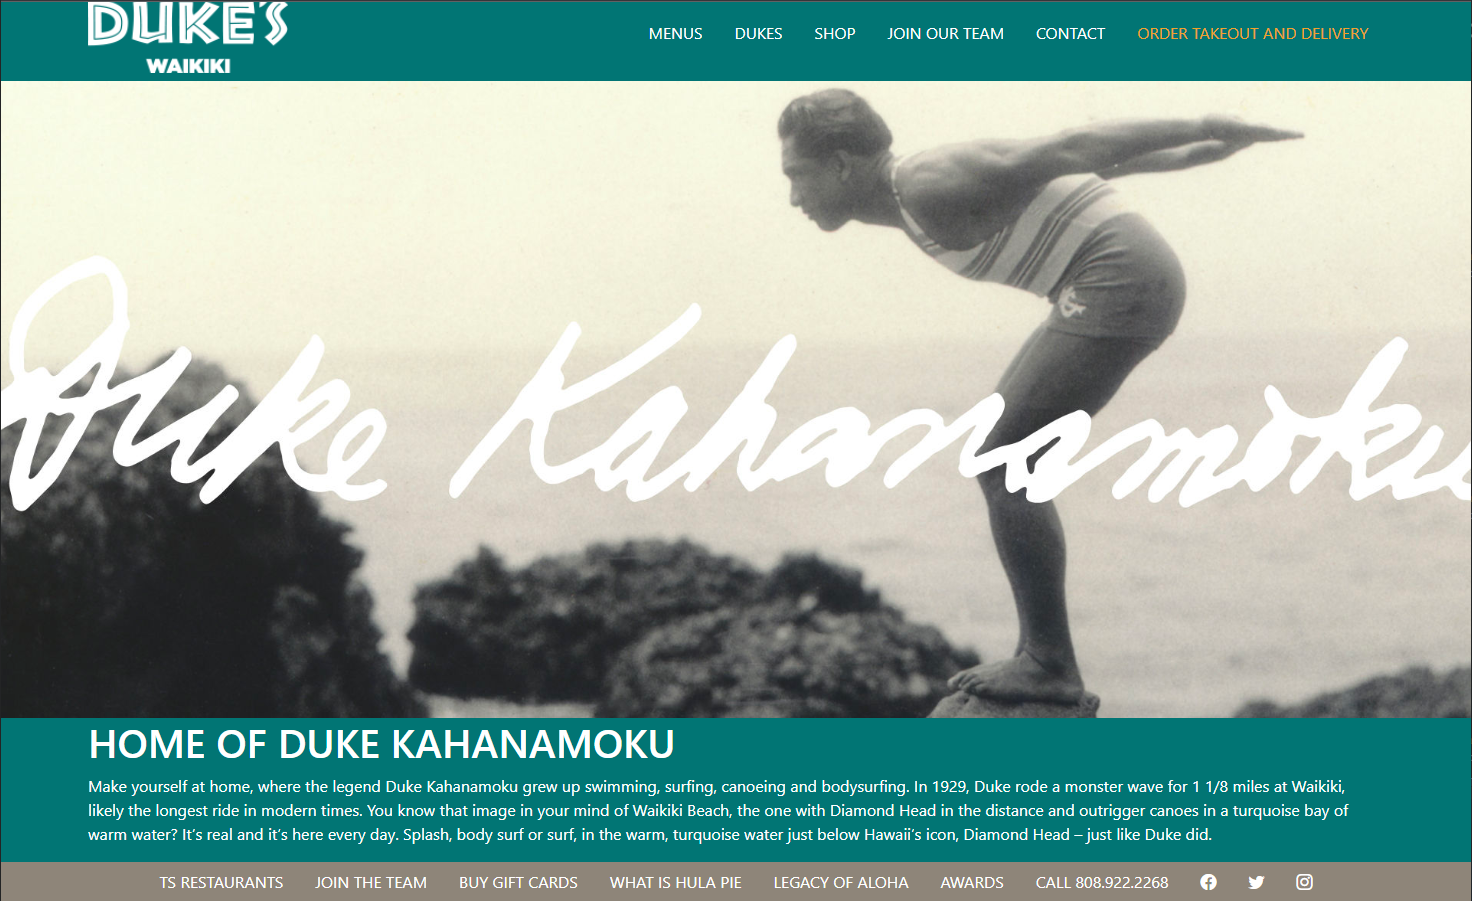 DUKE'S
WAIKIKI
MENUS DUKES SHOP JOIN OUR TEAM CONTACT ORDER TAKEOUT AND DELIVERY
Duke Kahanamoku
HOME OF DUKE KAHANAMOKU
Make yourself at home, where the legend Duke Kahanamoku grew up swimming, surfing, canoeing and bodysurfing. In 1929, Duke rode a monster wave for 1 1/8 miles at Waikiki,
likely the longest ride in modern times. You know that image in your mind of Waikiki Beach, the one with Diamond Head in the distance and outrigger canoes in a turquoise bay of
warm water? It’s real and it’s here every day. Splash, body surf or surf, in the warm, turquoise water just below Hawaii’s icon, Diamond Head – just like Duke did.
TS RESTAURANTS JOIN THE TEAM BUY GIFT CARDS WHAT IS HULA PIE LEGACY OF ALOHA AWARDS CALL 808.922.2268